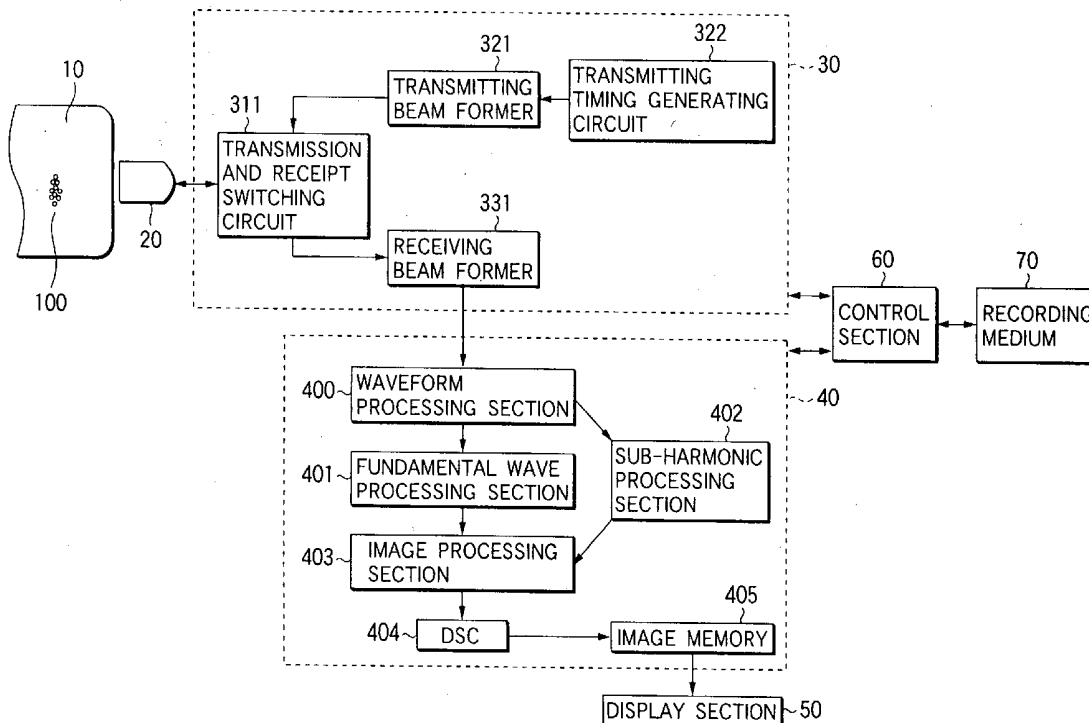 10
20
100
30
321
TRANSMITTING
BEAM FORMER
322
TRANSMITTING
TIMING GENERATING
CIRCUIT
311
TRANSMISSION
AND RECEIPT
SWITCHING
CIRCUIT
331
RECEIVING
BEAM FORMER
60
CONTROL
SECTION
70
RECORDING
MEDIUM
40
400
WAVEFORM
PROCESSING SECTION
401
FUNDAMENTAL WAVE
PROCESSING SECTION
402
SUB-HARMONIC
PROCESSING
SECTION
403
IMAGE PROCESSING
SECTION
404
DSC
405
IMAGE MEMORY
DISPLAY SECTION
50